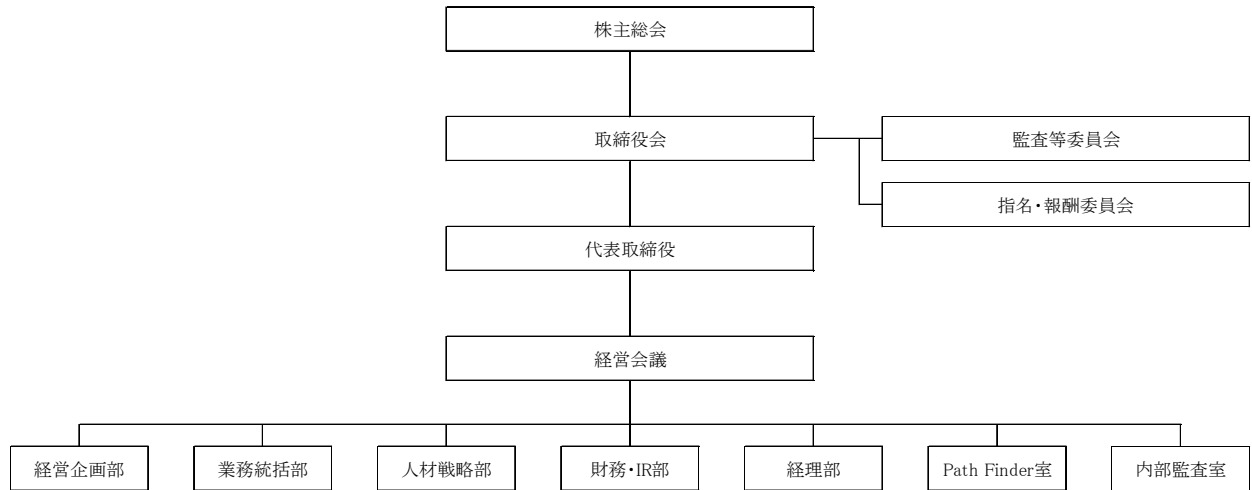 株主総会
取締役会
監査等委員会
指名・報酬委員会
代表取締役
経営会議
経営企画部
業務統括部
人材戦略部
財務・IR部
経理部
Path Finder室
内部監査室